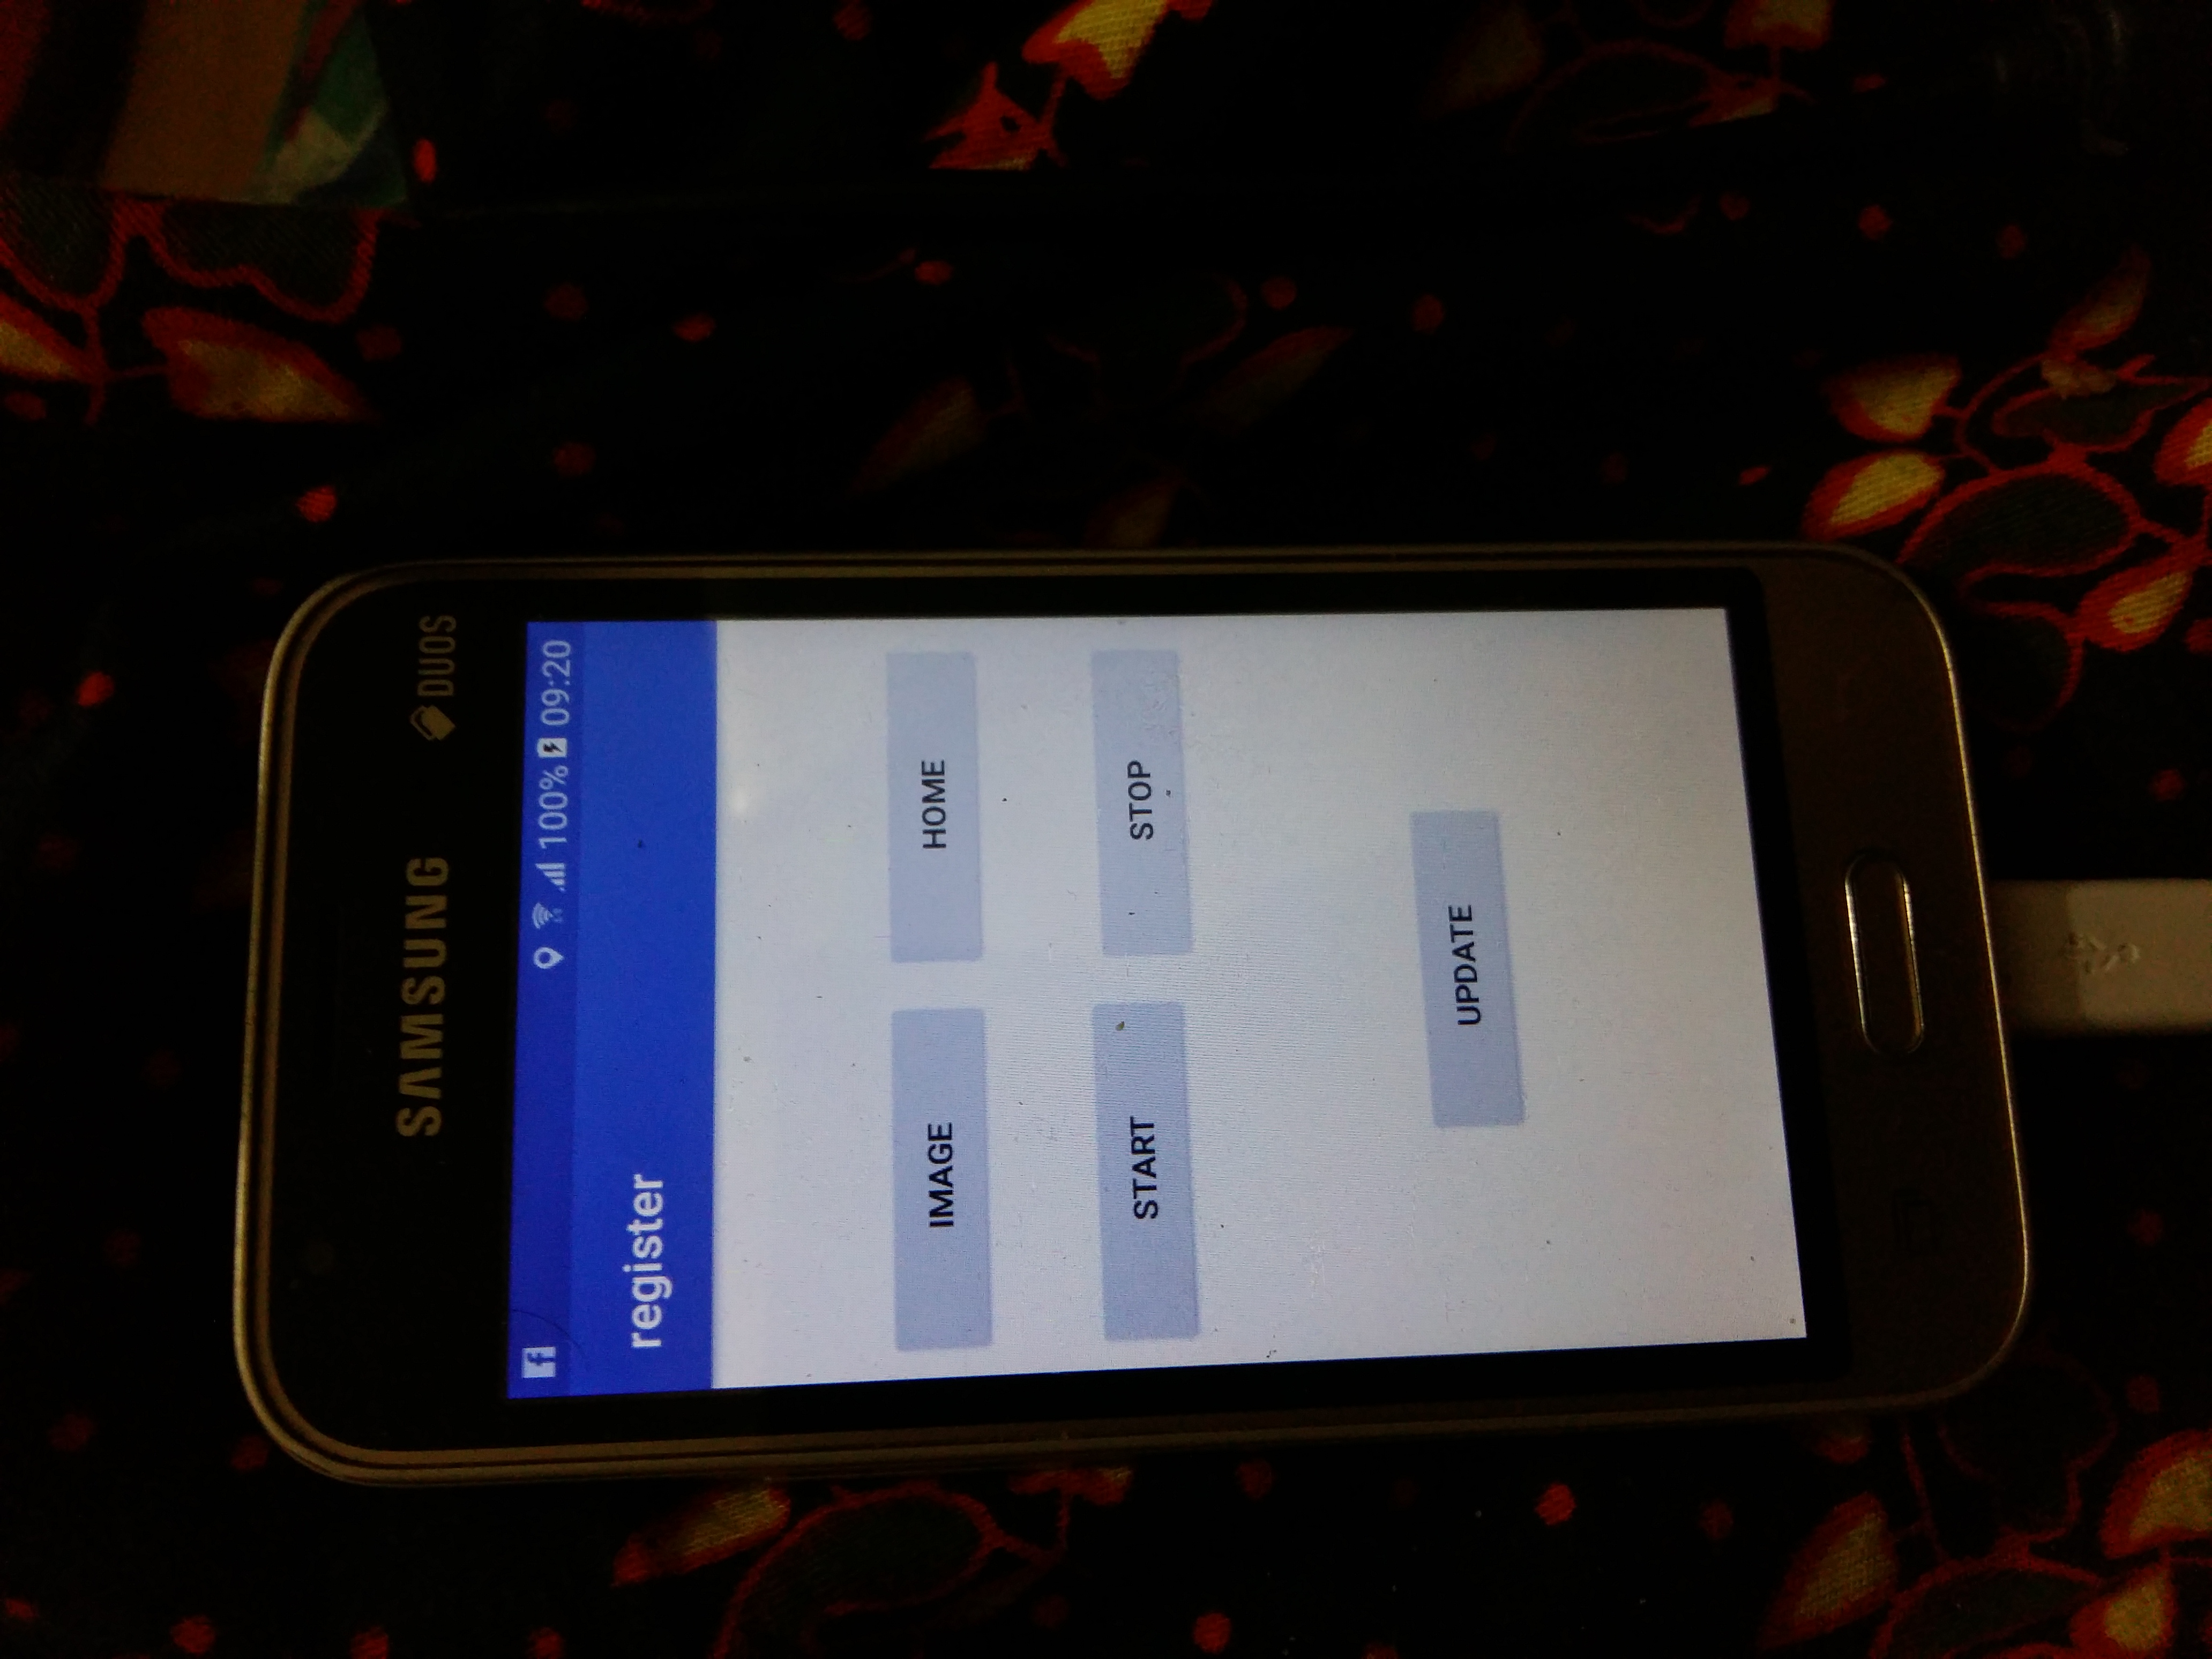 SAMSUNG DUOS
100% 09:20
register
IMAGE HOME
START STOP
UPDATE